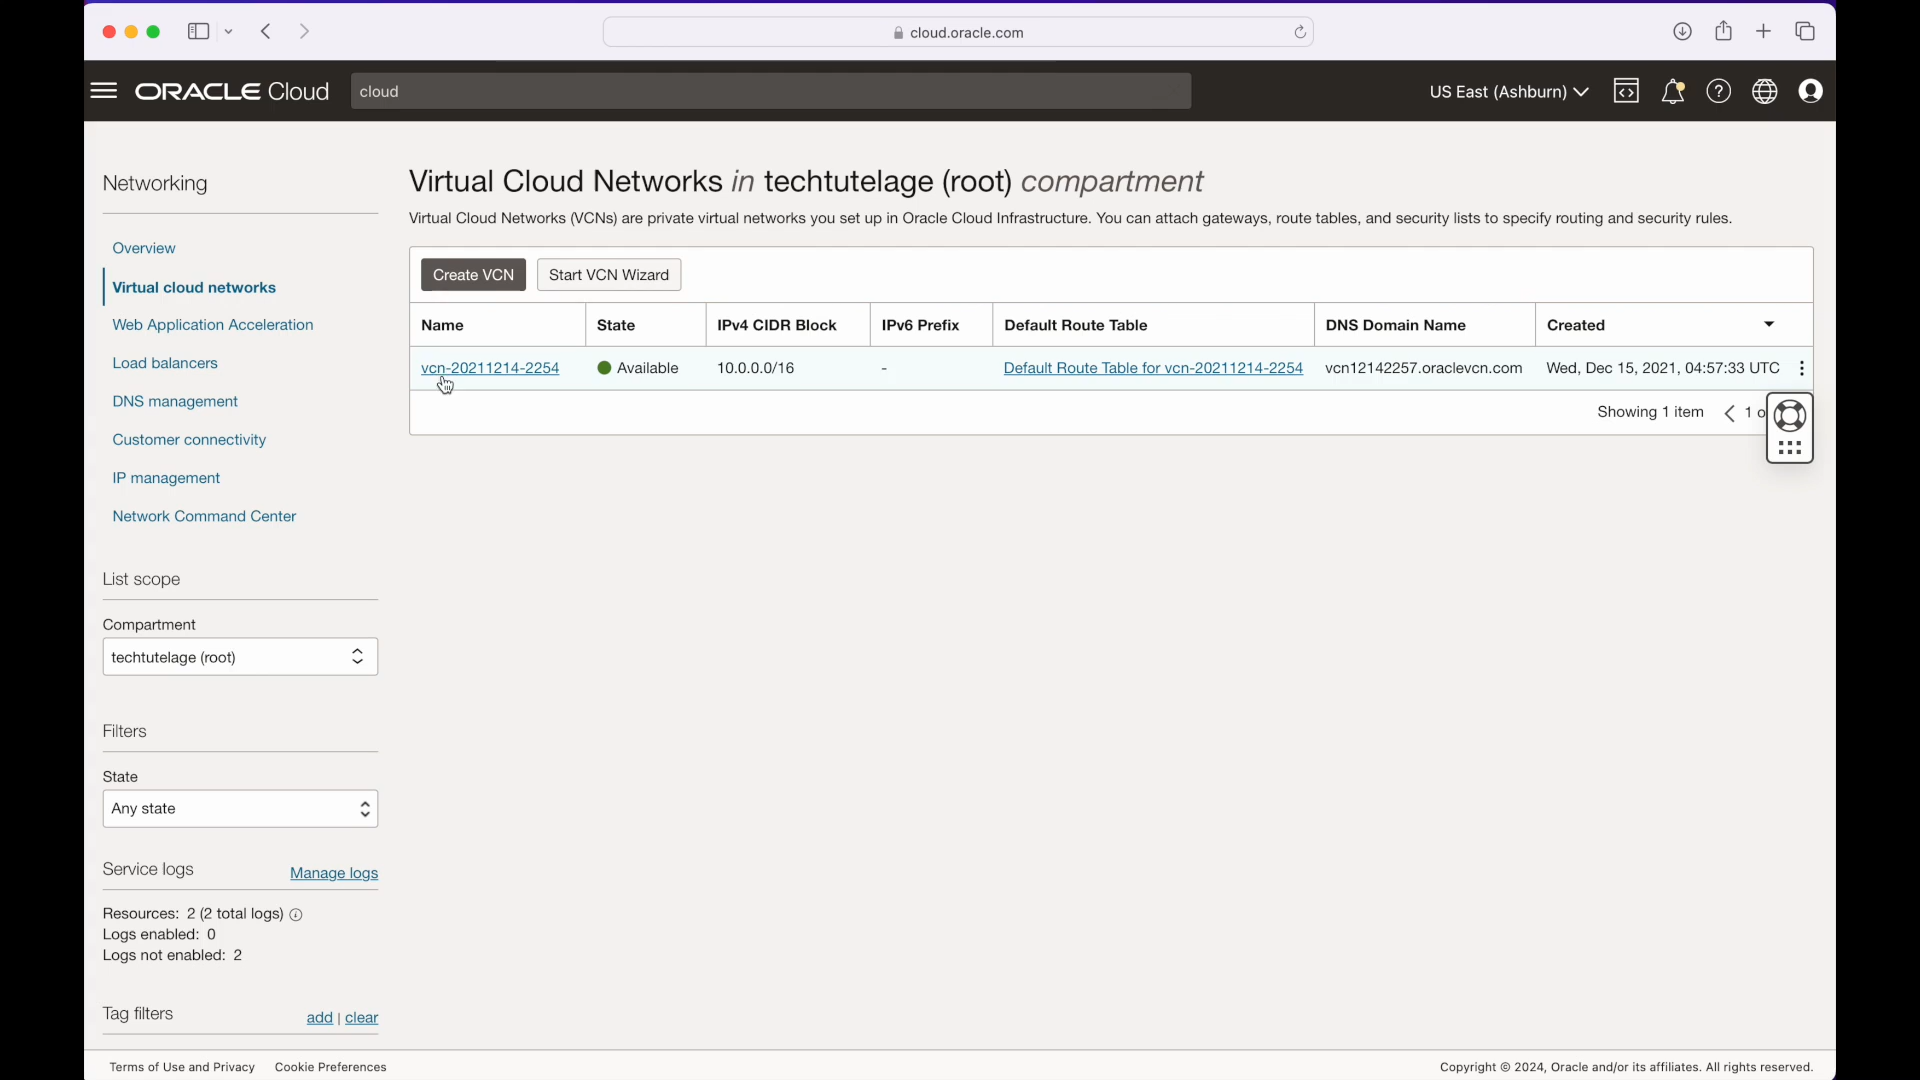 cloud.oracle.com
ORACLE Cloud
cloud
US East (Ashburn)
Networking
Overview
Virtual cloud networks
Web Application Acceleration
Load balancers
DNS management
Customer connectivity
IP management
Network Command Center
List scope
Compartment
techtutelage (root)
Filters
State
Any state
Service logs Manage logs
Resources: 2 (2 total logs)
Logs enabled: 0
Logs not enabled: 2
Tag filters add | clear
Virtual Cloud Networks in techtutelage (root) compartment
Virtual Cloud Networks (VCNs) are private virtual networks you set up in Oracle Cloud Infrastructure. You can attach gateways, route tables, and security lists to specify routing and security rules.
Create VCN Start VCN Wizard
Name State IPv4 CIDR Block IPv6 Prefix Default Route Table DNS Domain Name Created
vcn-20211214-2254 Available 10.0.0.0/16 - Default Route Table for vcn-20211214-2254 vcn12142257.oraclevcn.com Wed, Dec 15, 2021, 04:57:33 UTC
Showing 1 item 1
Terms of Use and Privacy Cookie Preferences
Copyright © 2024, Oracle and/or its affiliates. All rights reserved.